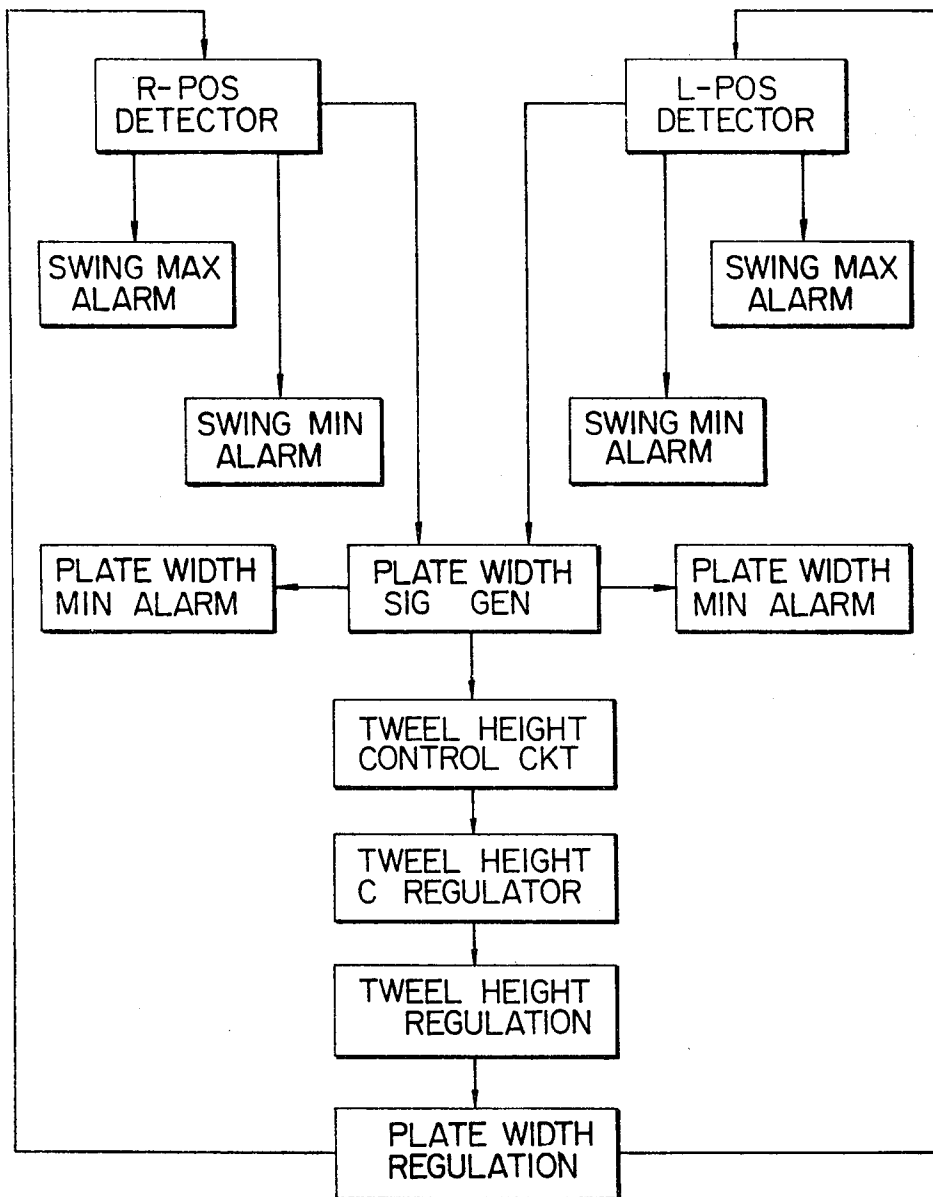 R-POS
DETECTOR
L-POS
DETECTOR
SWING MAX
ALARM
SWING MAX
ALARM
SWING MIN
ALARM
SWING MIN
ALARM
PLATE WIDTH
MIN ALARM
PLATE WIDTH
SIG GEN
PLATE WIDTH
MIN ALARM
TWEEL HEIGHT
CONTROL CKT
TWEEL HEIGHT
C REGULATOR
TWEEL HEIGHT
REGULATION
PLATE WIDTH
REGULATION